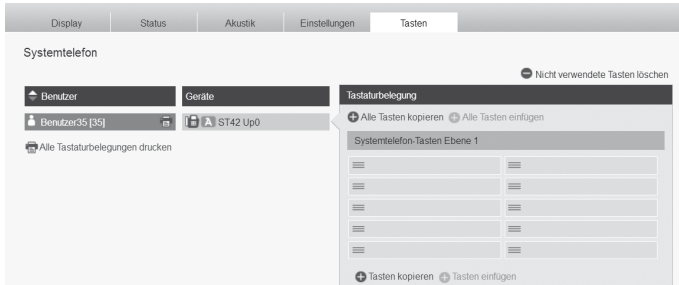 Display Status Akustik Einstellungen Tasten
Systemtelefon
Nicht verwendete Tasten löschen
Benutzer Geräte Tastaturbelegung
Benutzer35 [35] A ST42 Up0
Alle Tasten kopieren Alle Tasten einfügen
Alle Tastaturbelegungen drucken
Systemtelefon-Tasten Ebene 1
Tasten kopieren Tasten einfügen